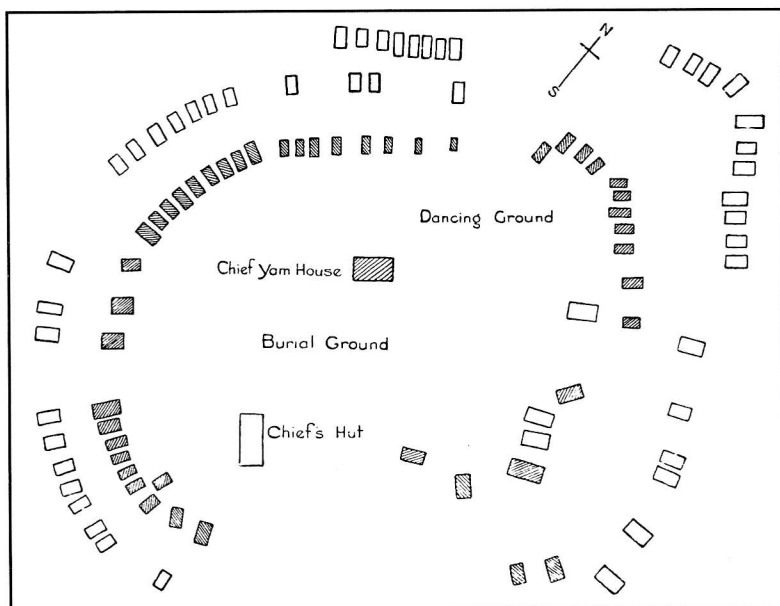 N
S
Dancing Ground
Chief Yam House
Burial Ground
Chief's Hut